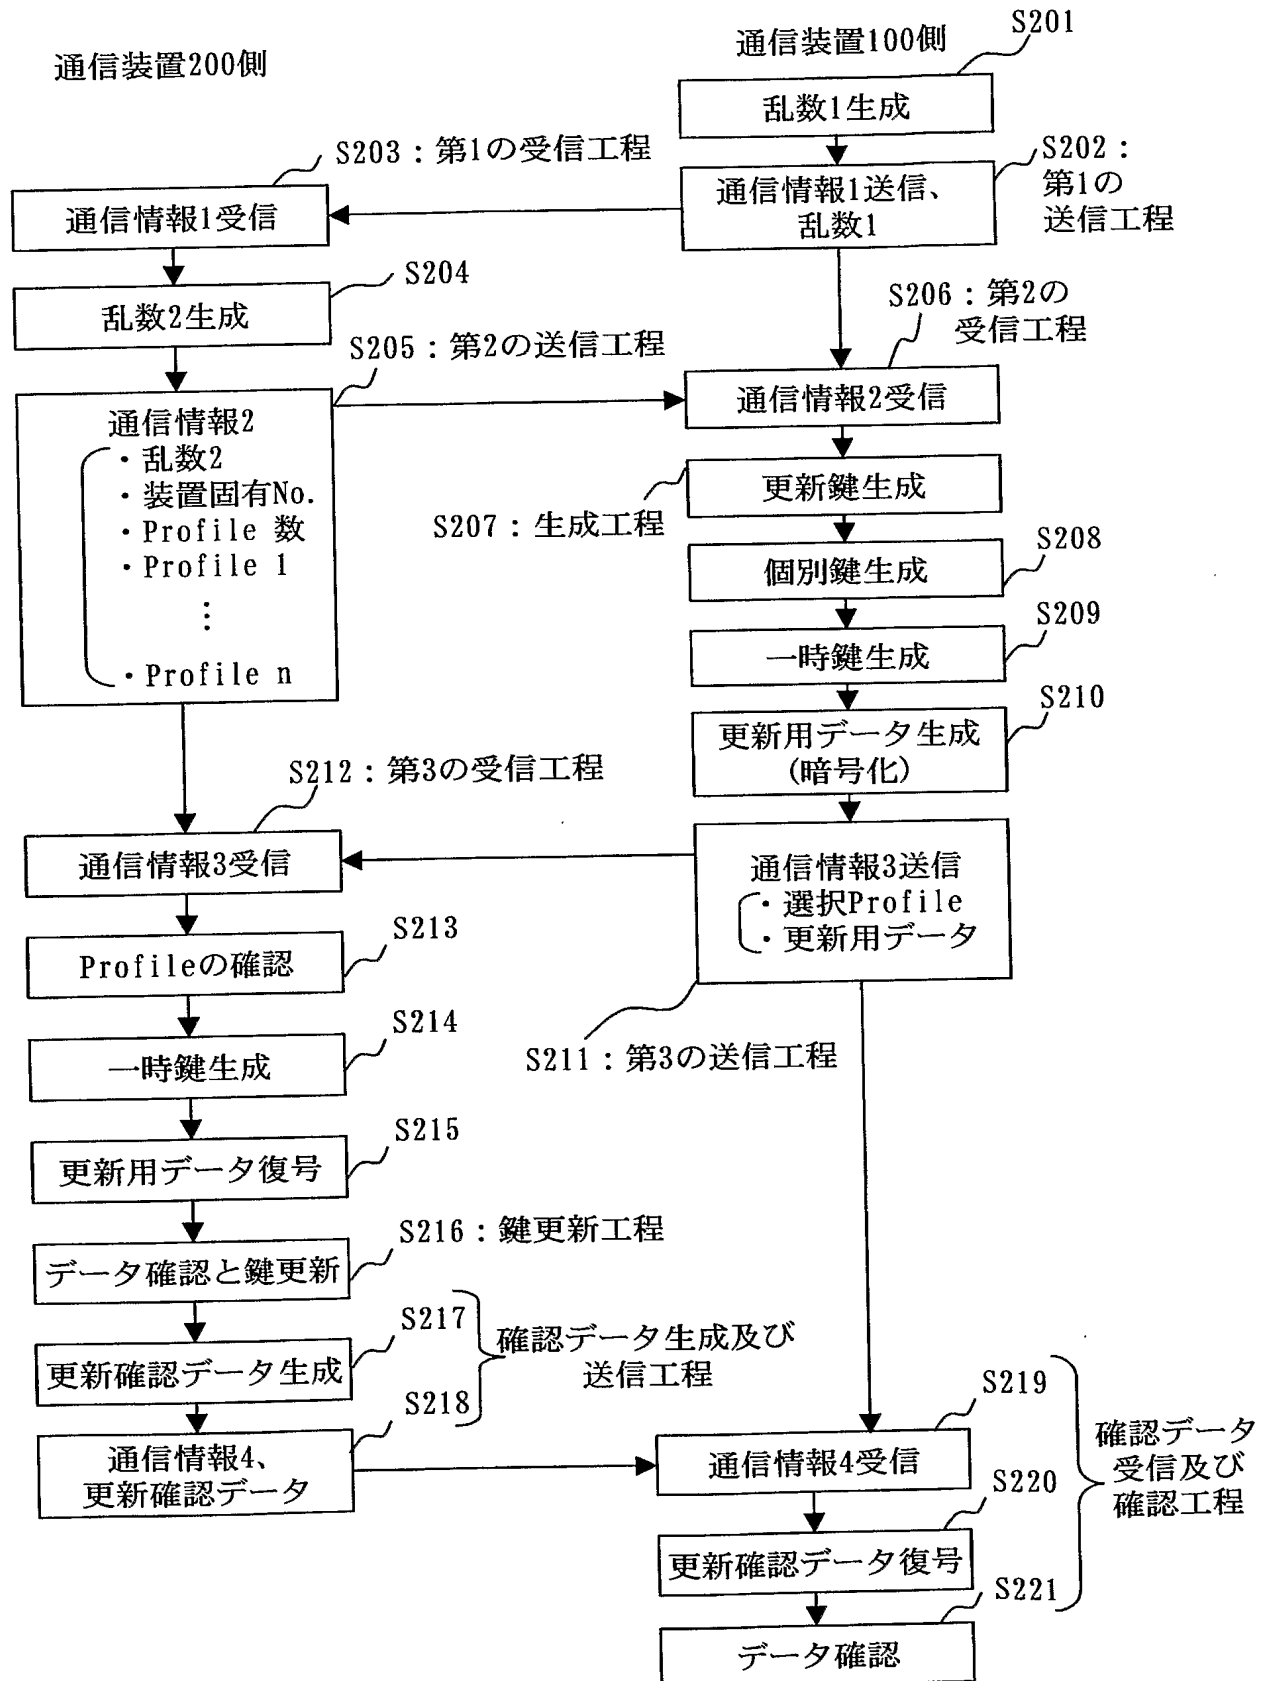 通信装置200側
通信装置100側
S201
乱数1生成
S202：
第1の
送信工程
通信情報1送信、
乱数1
S203：第1の受信工程
通信情報1受信
S204
乱数2生成
S205：第2の送信工程
通信情報2
・乱数2
・装置固有No.
・Profile 数
・Profile 1
⋮
・Profile n
S206：第2の
受信工程
通信情報2受信
更新鍵生成
S207：生成工程
S208
個別鍵生成
S209
一時鍵生成
S210
更新用データ生成
(暗号化)
通信情報3送信
・選択Profile
・更新用データ
S211：第3の送信工程
S212：第3の受信工程
通信情報3受信
S213
Profileの確認
S214
一時鍵生成
S215
更新用データ復号
S216：鍵更新工程
データ確認と鍵更新
S217
更新確認データ生成
確認データ生成及び
送信工程
S218
通信情報4、
更新確認データ
S219
通信情報4受信
S220
更新確認データ復号
S221
データ確認
確認データ
受信及び
確認工程